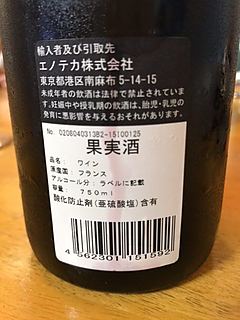 輸入者及び引取先
エノテカ株式会社
東京都港区南麻布 5-14-15
未成年者の飲酒は法律で禁止されています。
妊娠中や授乳期の飲酒は、胎児・乳児の
発育に悪影響を与えるおそれがあります。
No. 0208040313B2-15100125
果実酒
品名：ワイン
原産国：フランス
アルコール分：ラベルに記載
容量：750ml
酸化防止剤(亜硫酸塩)含有
4 562301 151592